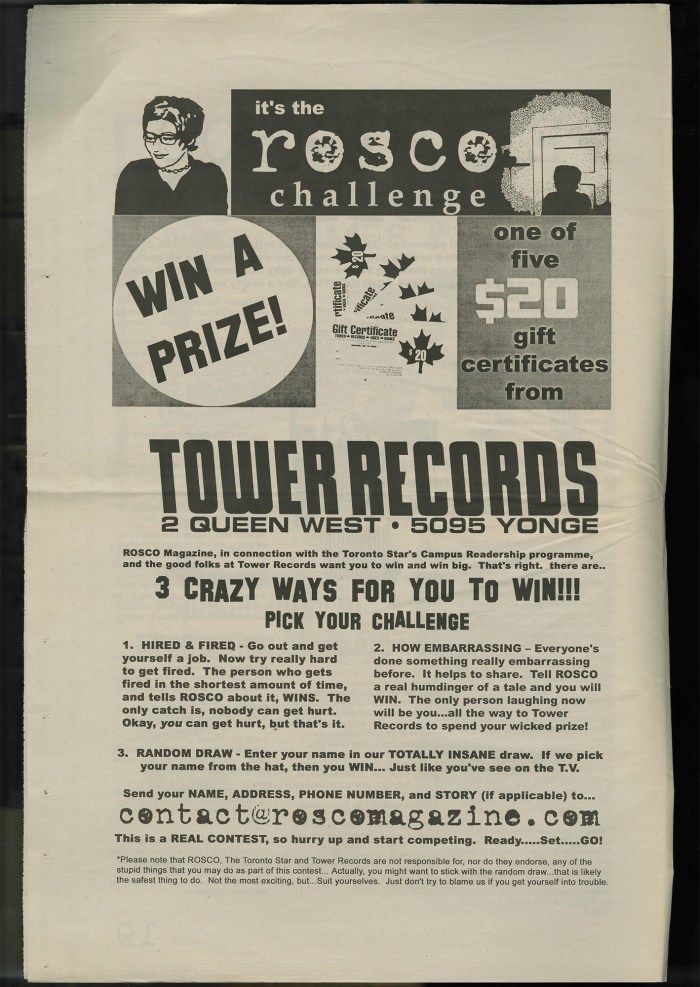 it's the
rosco
challenge
WIN A
PRIZE!
$20
Gift Certificate
$20
one of
five
$20
gift
certificates
from
TOWER RECORDS
2 QUEEN WEST • 5095 YONGE
ROSCO Magazine, in connection with the Toronto Star's Campus Readership programme,
and the good folks at Tower Records want you to win and win big. That's right. there are..
3 CRAZY WAYS FOR YOU TO WIN!!!
PICK YOUR CHALLENGE
1. HIRED & FIRED - Go out and get
yourself a job. Now try really hard
to get fired. The person who gets
fired in the shortest amount of time,
and tells ROSCO about it, WINS. The
only catch is, nobody can get hurt.
Okay, you can get hurt, but that's it.
2. HOW EMBARRASSING – Everyone's
done something really embarrassing
before. It helps to share. Tell ROSCO
a real humdinger of a tale and you will
WIN. The only person laughing now
will be you...all the way to Tower
Records to spend your wicked prize!
3. RANDOM DRAW - Enter your name in our TOTALLY INSANE draw. If we pick
your name from the hat, then you WIN... Just like you've see on the T.V.
Send your NAME, ADDRESS, PHONE NUMBER, and STORY (if applicable) to...
contact@roscomagazine.com
This is a REAL CONTEST, so hurry up and start competing. Ready.....Set.....GO!
*Please note that ROSCO, The Toronto Star and Tower Records are not responsible for, nor do they endorse, any of the
stupid things that you may do as part of this contest... Actually, you might want to stick with the random draw...that is likely
the safest thing to do. Not the most exciting, but...Suit yourselves. Just don't try to blame us if you get yourself into trouble.